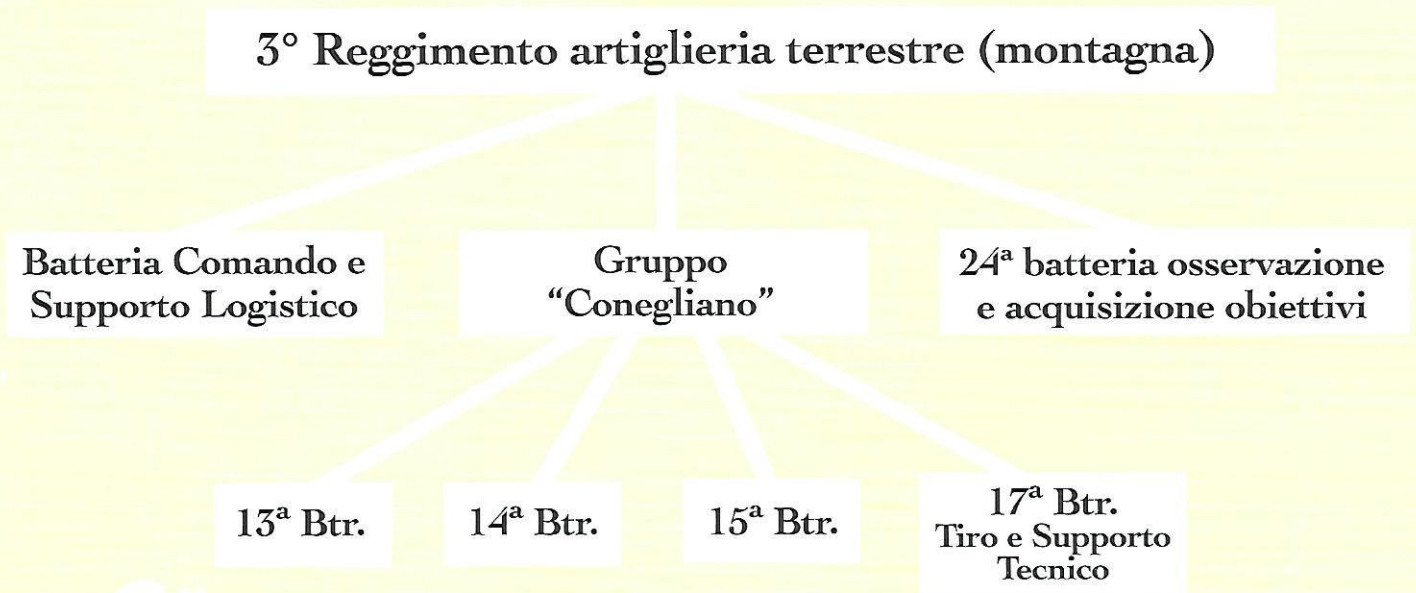 3° Reggimento artiglieria terrestre (montagna)
Batteria Comando e
Supporto Logistico
Gruppo
“Conegliano”
24ª batteria osservazione
e acquisizione obiettivi
13ª Btr.
14ª Btr.
15ª Btr.
17ª Btr.
Tiro e Supporto
Tecnico